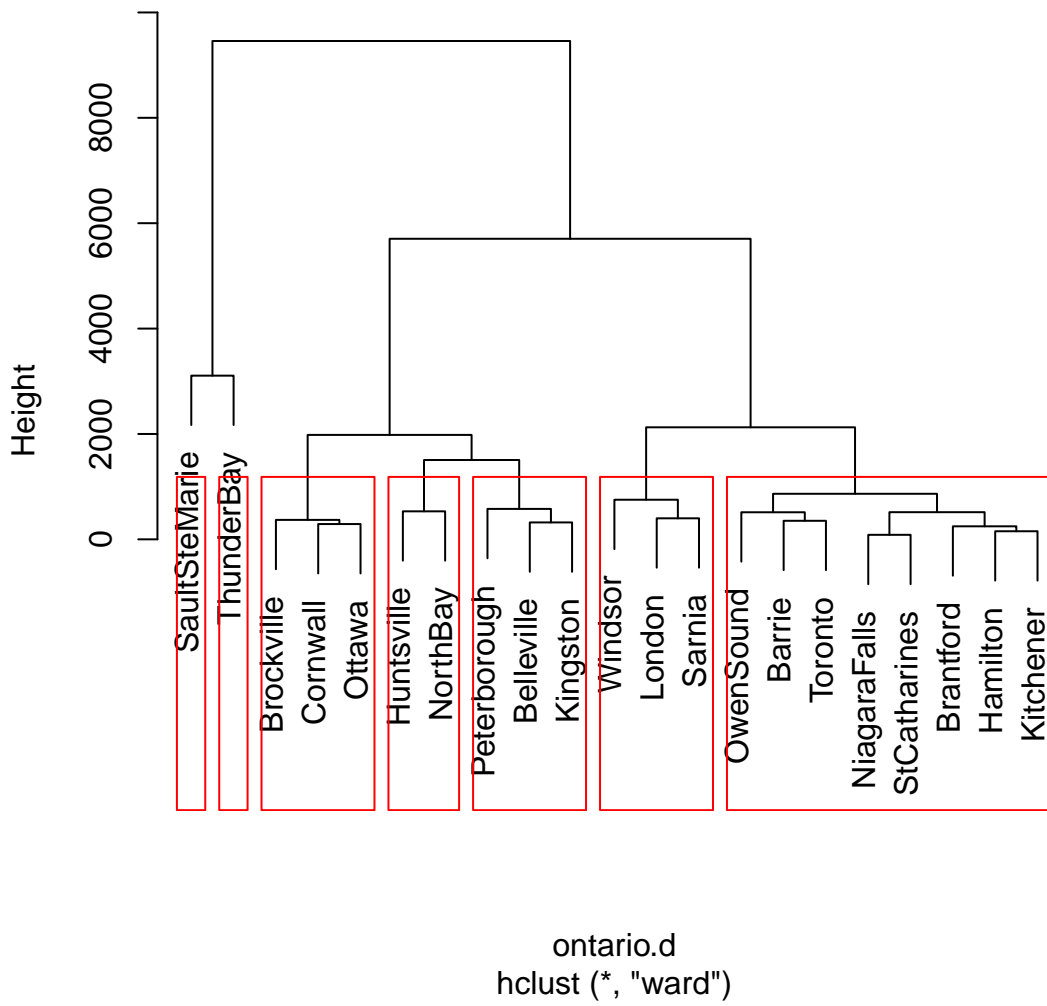 Height
8000
6000
4000
2000
0
SaultSteMarie
ThunderBay
Brockville
Cornwall
Ottawa
Huntsville
NorthBay
Peterborough
Belleville
Kingston
Windsor
London
Sarnia
OwenSound
Barrie
Toronto
NiagaraFalls
StCatharines
Brantford
Hamilton
Kitchener
ontario.d
hclust (*, "ward")